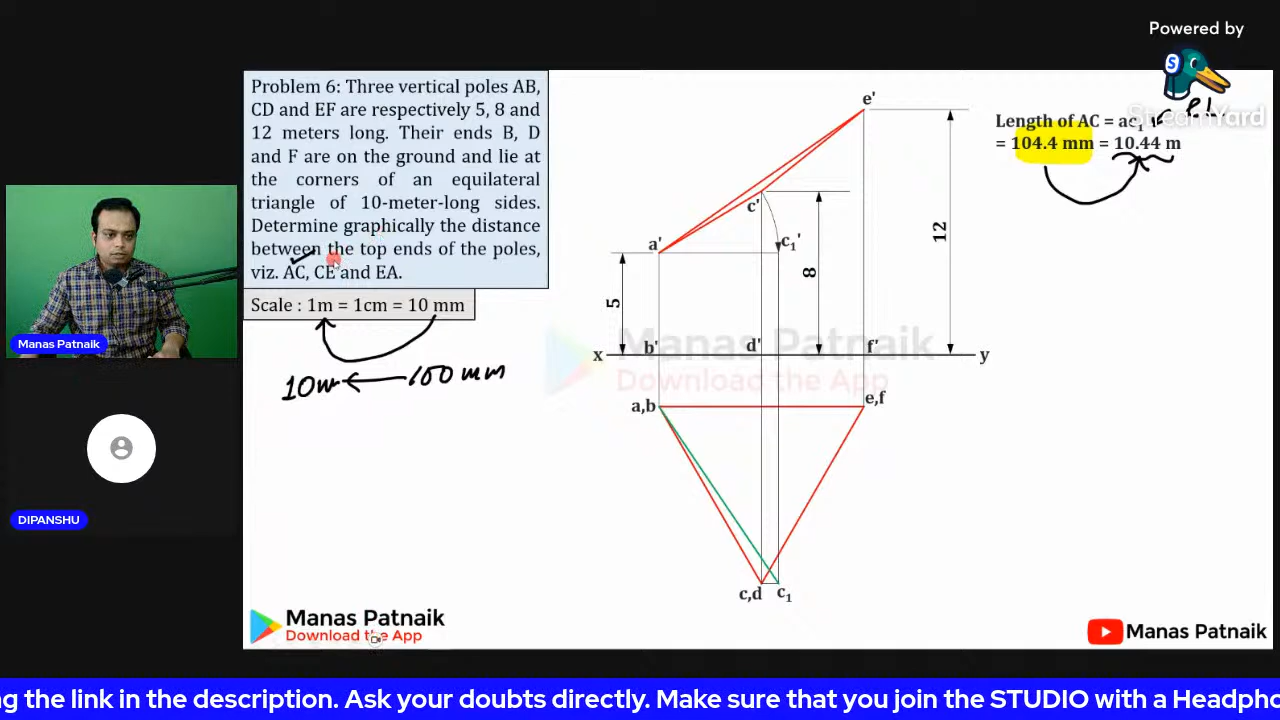 Powered by
StreamYard
Problem 6: Three vertical poles AB,
CD and EF are respectively 5, 8 and
12 meters long. Their ends B, D
and F are on the ground and lie at
the corners of an equilateral
triangle of 10-meter-long sides.
Determine graphically the distance
between the top ends of the poles,
viz. AC, CE and EA.
Scale : 1m = 1cm = 10 mm
10m 100 mm
Length of AC = ac1
= 104.4 mm = 10.44 m
e'
c'
c1'
a'
5
8
12
x
b'
d'
f'
y
Manas Patnaik
Download the App
a,b
e,f
c,d
c1
Manas Patnaik
DIPANSHU
Manas Patnaik
Download the App
Manas Patnaik
ng the link in the description. Ask your doubts directly. Make sure that you join the STUDIO with a Headpho